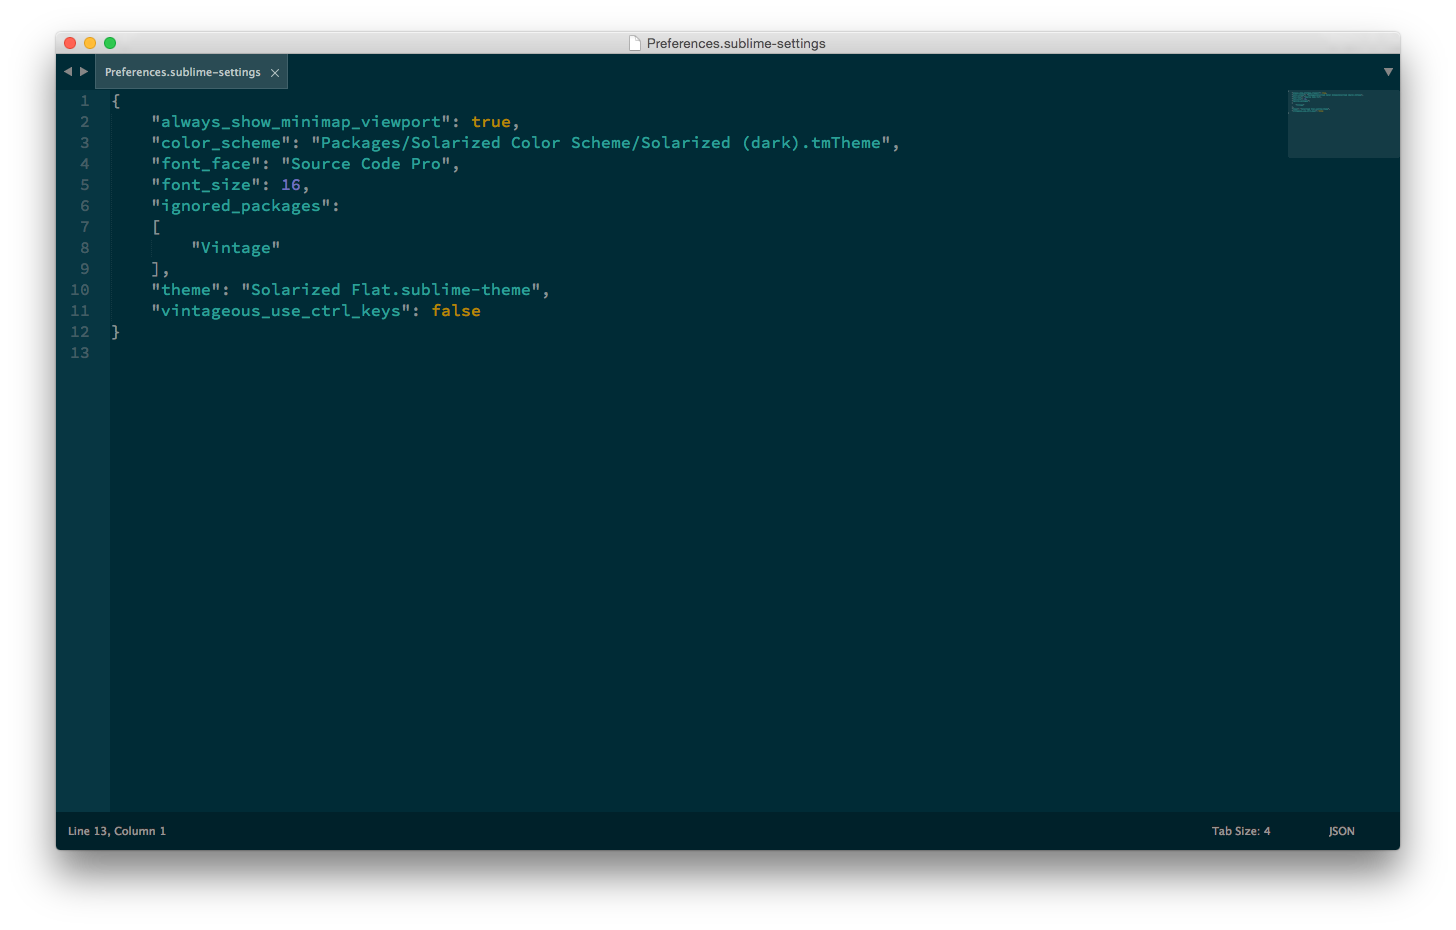 Preferences.sublime-settings
Preferences.sublime-settings
1 {
2     "always_show_minimap_viewport": true,
3     "color_scheme": "Packages/Solarized Color Scheme/Solarized (dark).tmTheme",
4     "font_face": "Source Code Pro",
5     "font_size": 16,
6     "ignored_packages":
7     [
8         "Vintage"
9     ],
10     "theme": "Solarized Flat.sublime-theme",
11     "vintageous_use_ctrl_keys": false
12 }
13
Line 13, Column 1
Tab Size: 4
JSON